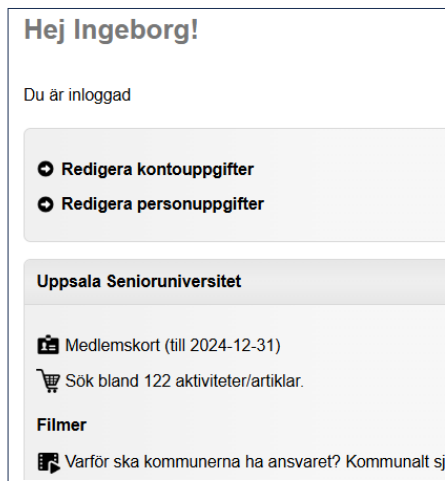 Hej Ingeborg!
Du är inloggad
Redigera kontouppgifter
Redigera personuppgifter
Uppsala Senioruniversitet
Medlemskort (till 2024-12-31)
Sök bland 122 aktiviteter/artiklar.
Filmer
Varför ska kommunerna ha ansvaret? Kommunalt sj